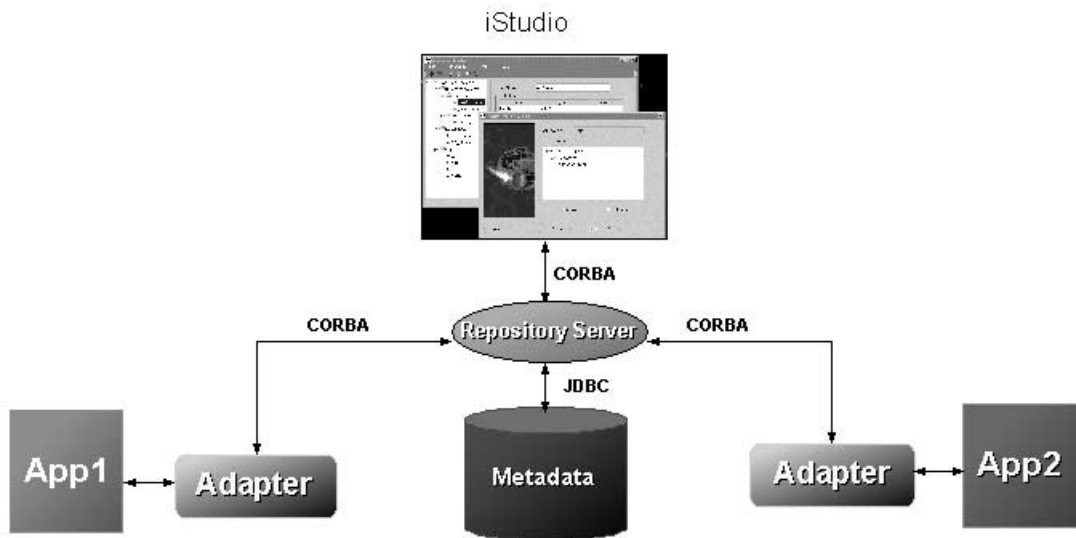 iStudio
CORBA
CORBA
Repository Server
CORBA
JDBC
App1
Adapter
Metadata
Adapter
App2